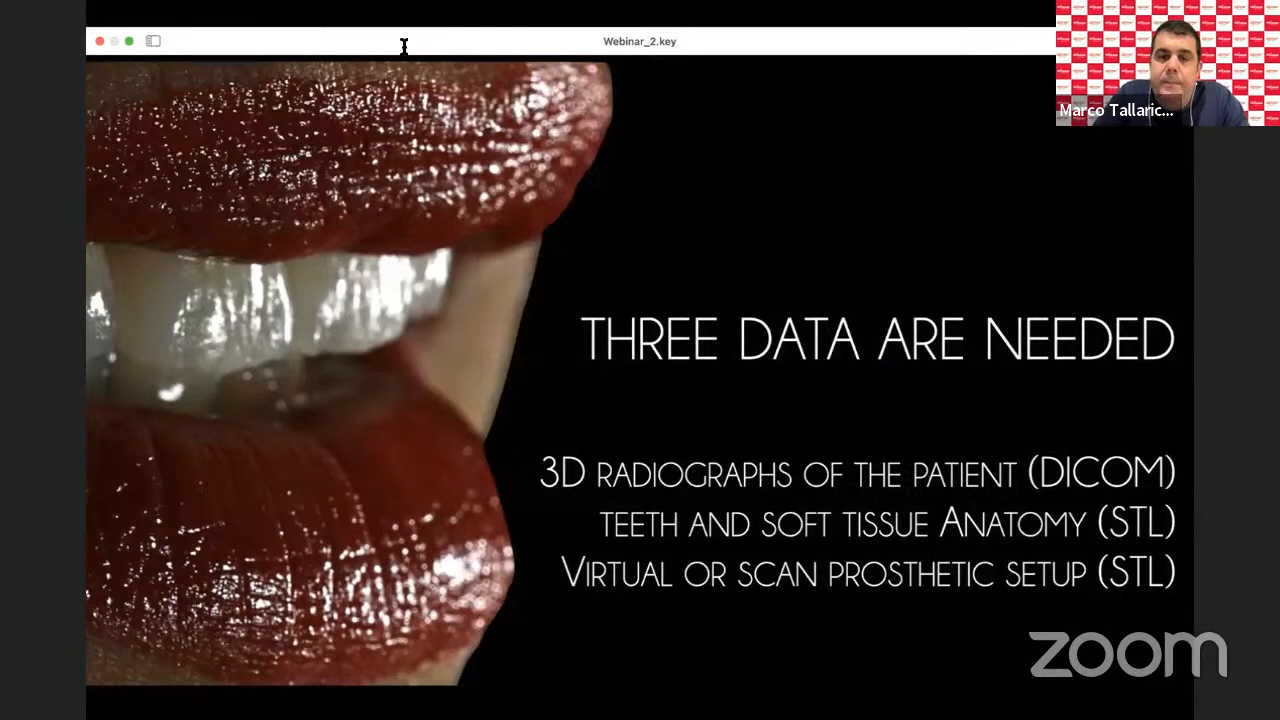 Webinar_2.key
Marco Tallaric...
THREE DATA ARE NEEDED
3D RADIOGRAPHS OF THE PATIENT (DICOM)
TEETH AND SOFT TISSUE ANATOMY (STL)
VIRTUAL OR SCAN PROSTHETIC SETUP (STL)
zoom